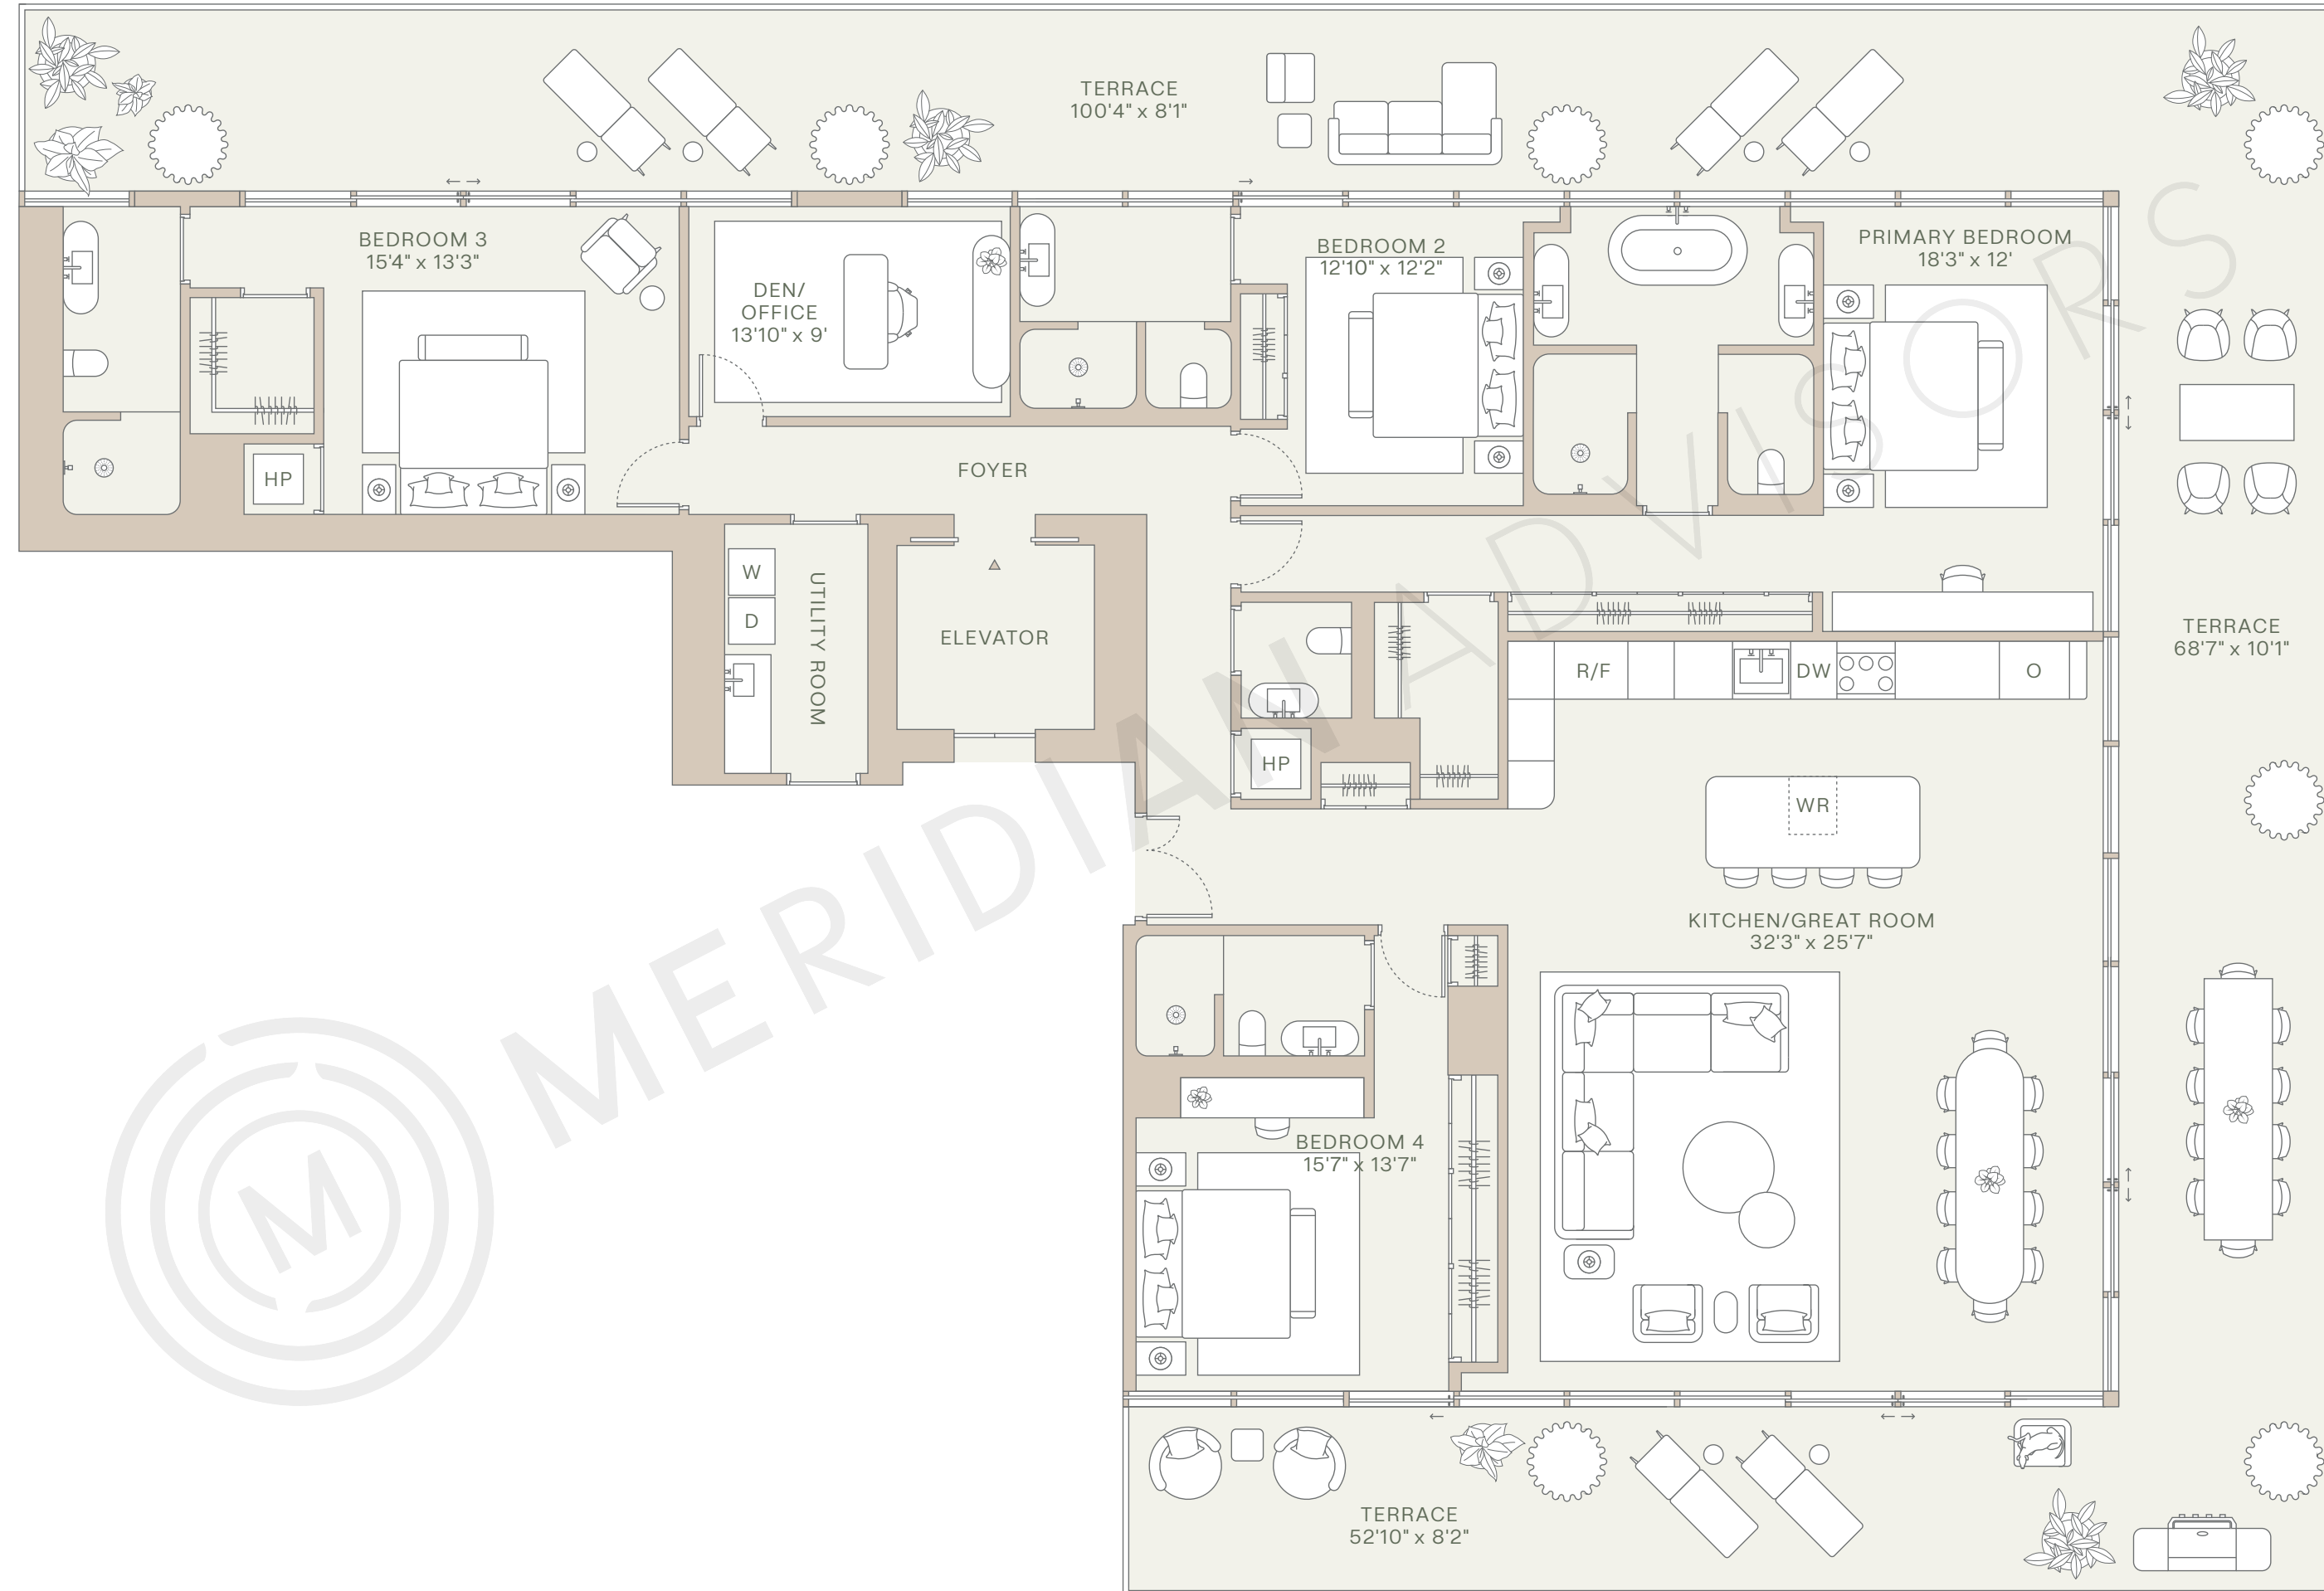 TERRACE
100'4" x 8'1"
BEDROOM 3
15'4" x 13'3"
DEN/
OFFICE
13'10" x 9'
BEDROOM 2
12'10" x 12'2"
PRIMARY BEDROOM
18'3" x 12'
HP
FOYER
W
D
UTILITY ROOM
ELEVATOR
TERRACE
68'7" x 10'1"
R/F
DW
O
HP
WR
KITCHEN/GREAT ROOM
32'3" x 25'7"
BEDROOM 4
15'7" x 13'7"
TERRACE
52'10" x 8'2"
M
MERIDIAN ADVISORS